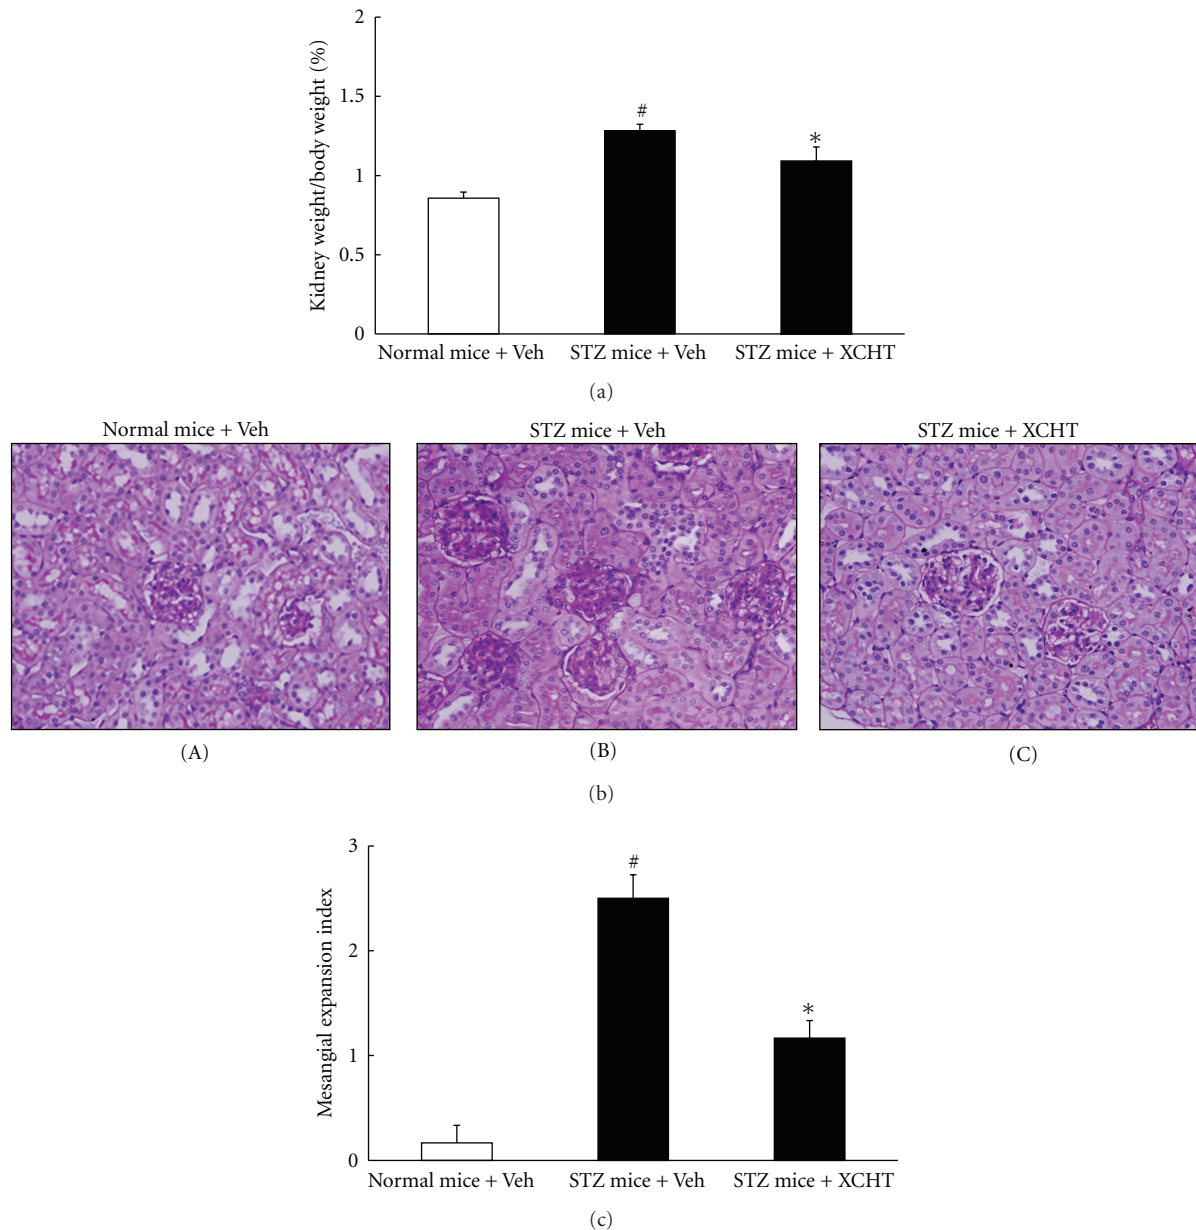 2
1.5
1
0.5
0
Kidney weight/body weight (%)
#
*
Normal mice + Veh
STZ mice + Veh
STZ mice + XCHT
(a)
Normal mice + Veh
STZ mice + Veh
STZ mice + XCHT
(A)
(B)
(C)
(b)
3
2
1
0
Mesangial expansion index
#
*
Normal mice + Veh
STZ mice + Veh
STZ mice + XCHT
(c)